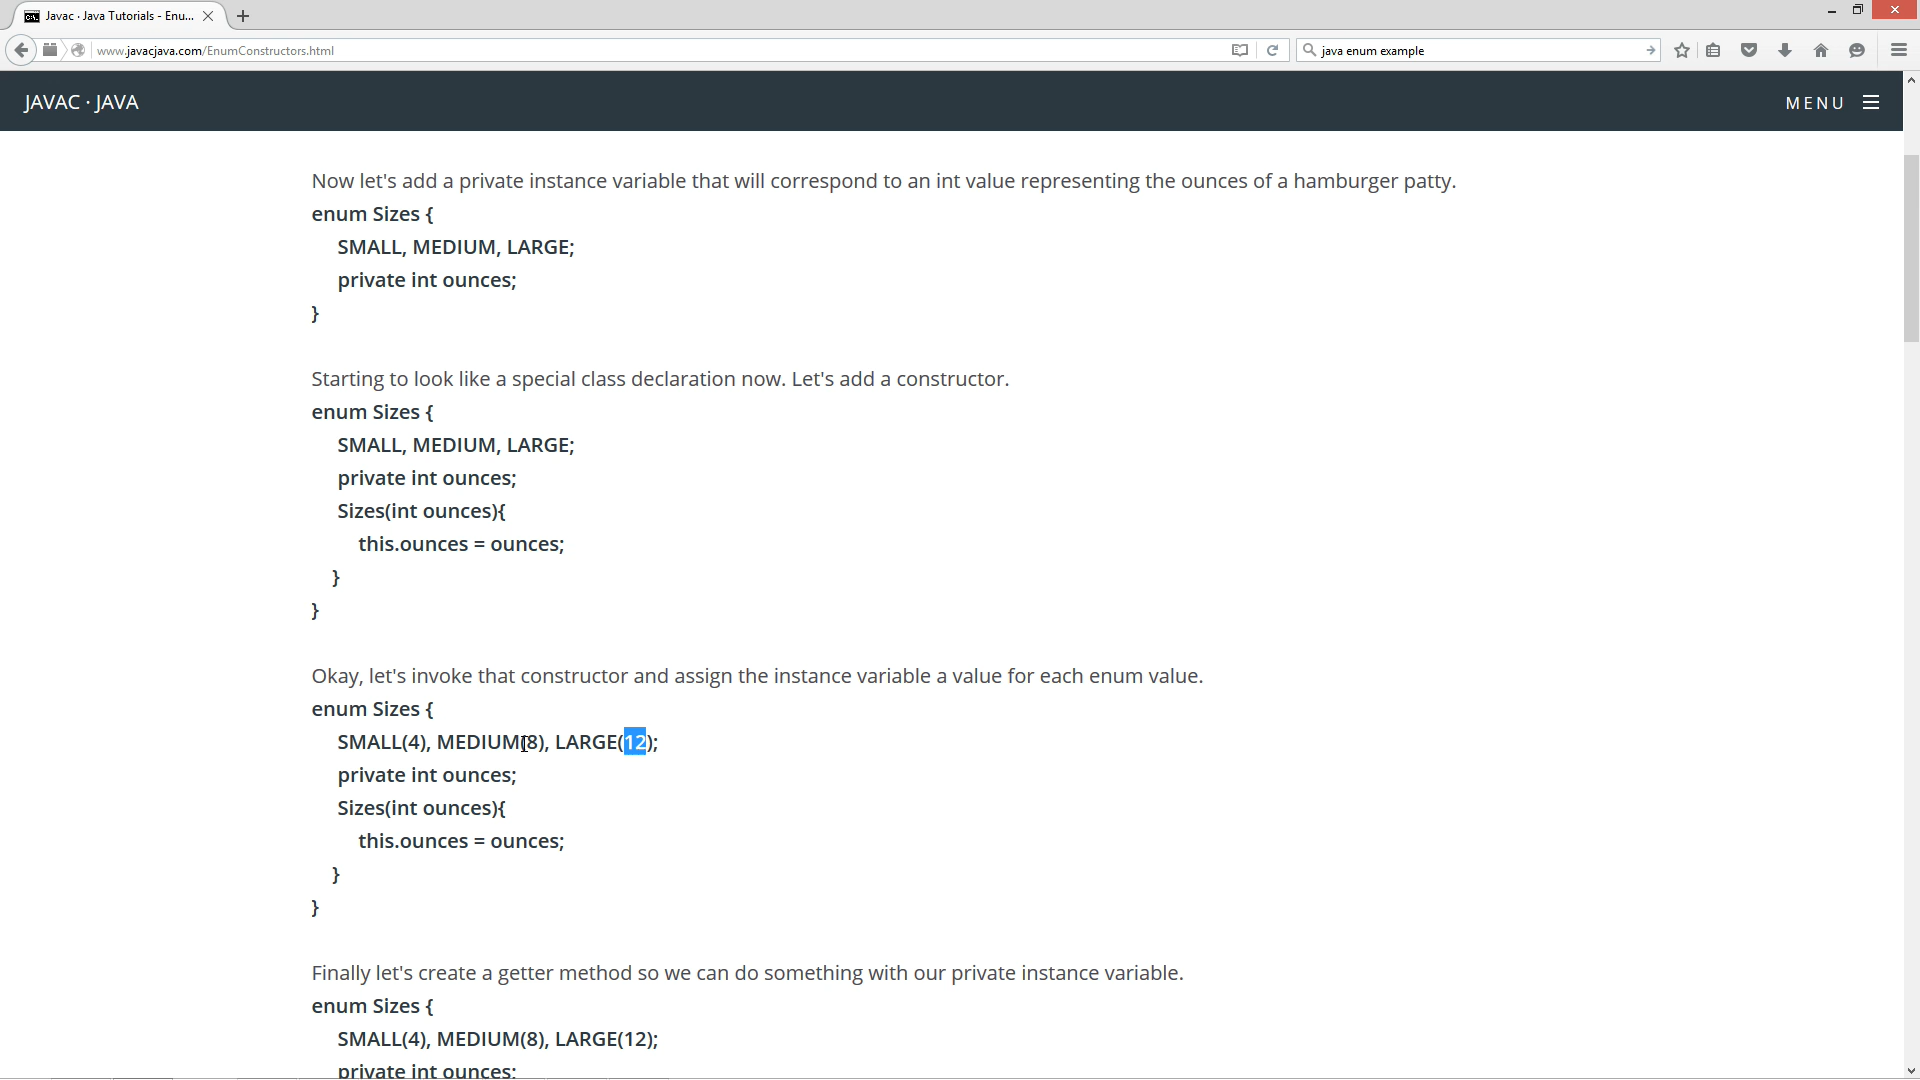 Javac · Java Tutorials - Enu...
www.javacjava.com/EnumConstructors.html
java enum example
JAVAC · JAVA
MENU
Now let's add a private instance variable that will correspond to an int value representing the ounces of a hamburger patty.
enum Sizes {
SMALL, MEDIUM, LARGE;
private int ounces;
}
Starting to look like a special class declaration now. Let's add a constructor.
enum Sizes {
SMALL, MEDIUM, LARGE;
private int ounces;
Sizes(int ounces){
this.ounces = ounces;
}
}
Okay, let's invoke that constructor and assign the instance variable a value for each enum value.
enum Sizes {
SMALL(4), MEDIUM(8), LARGE(12);
private int ounces;
Sizes(int ounces){
this.ounces = ounces;
}
}
Finally let's create a getter method so we can do something with our private instance variable.
enum Sizes {
SMALL(4), MEDIUM(8), LARGE(12);
private int ounces;